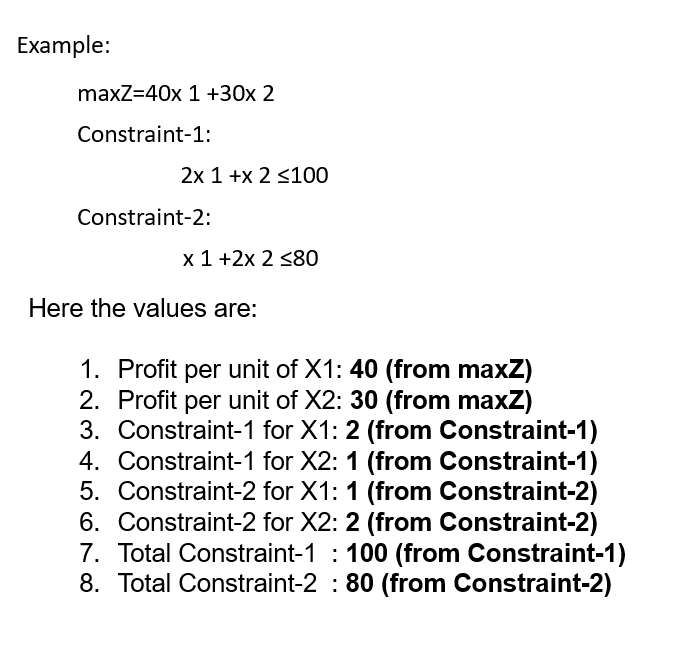 Example:
maxZ=40x 1 +30x 2
Constraint-1:
2x 1 +x 2 ≤100
Constraint-2:
x 1 +2x 2 ≤80
Here the values are:
1. Profit per unit of X1: 40 (from maxZ)
2. Profit per unit of X2: 30 (from maxZ)
3. Constraint-1 for X1: 2 (from Constraint-1)
4. Constraint-1 for X2: 1 (from Constraint-1)
5. Constraint-2 for X1: 1 (from Constraint-2)
6. Constraint-2 for X2: 2 (from Constraint-2)
7. Total Constraint-1 : 100 (from Constraint-1)
8. Total Constraint-2 : 80 (from Constraint-2)